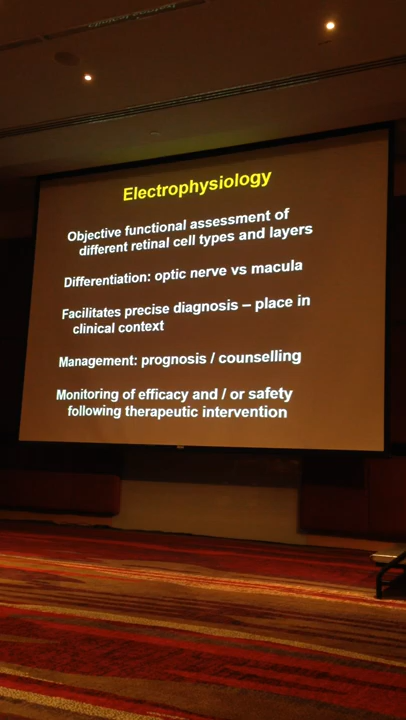 Electrophysiology
Objective functional assessment of
different retinal cell types and layers
Differentiation: optic nerve vs macula
Facilitates precise diagnosis – place in
clinical context
Management: prognosis / counselling
Monitoring of efficacy and / or safety
following therapeutic intervention